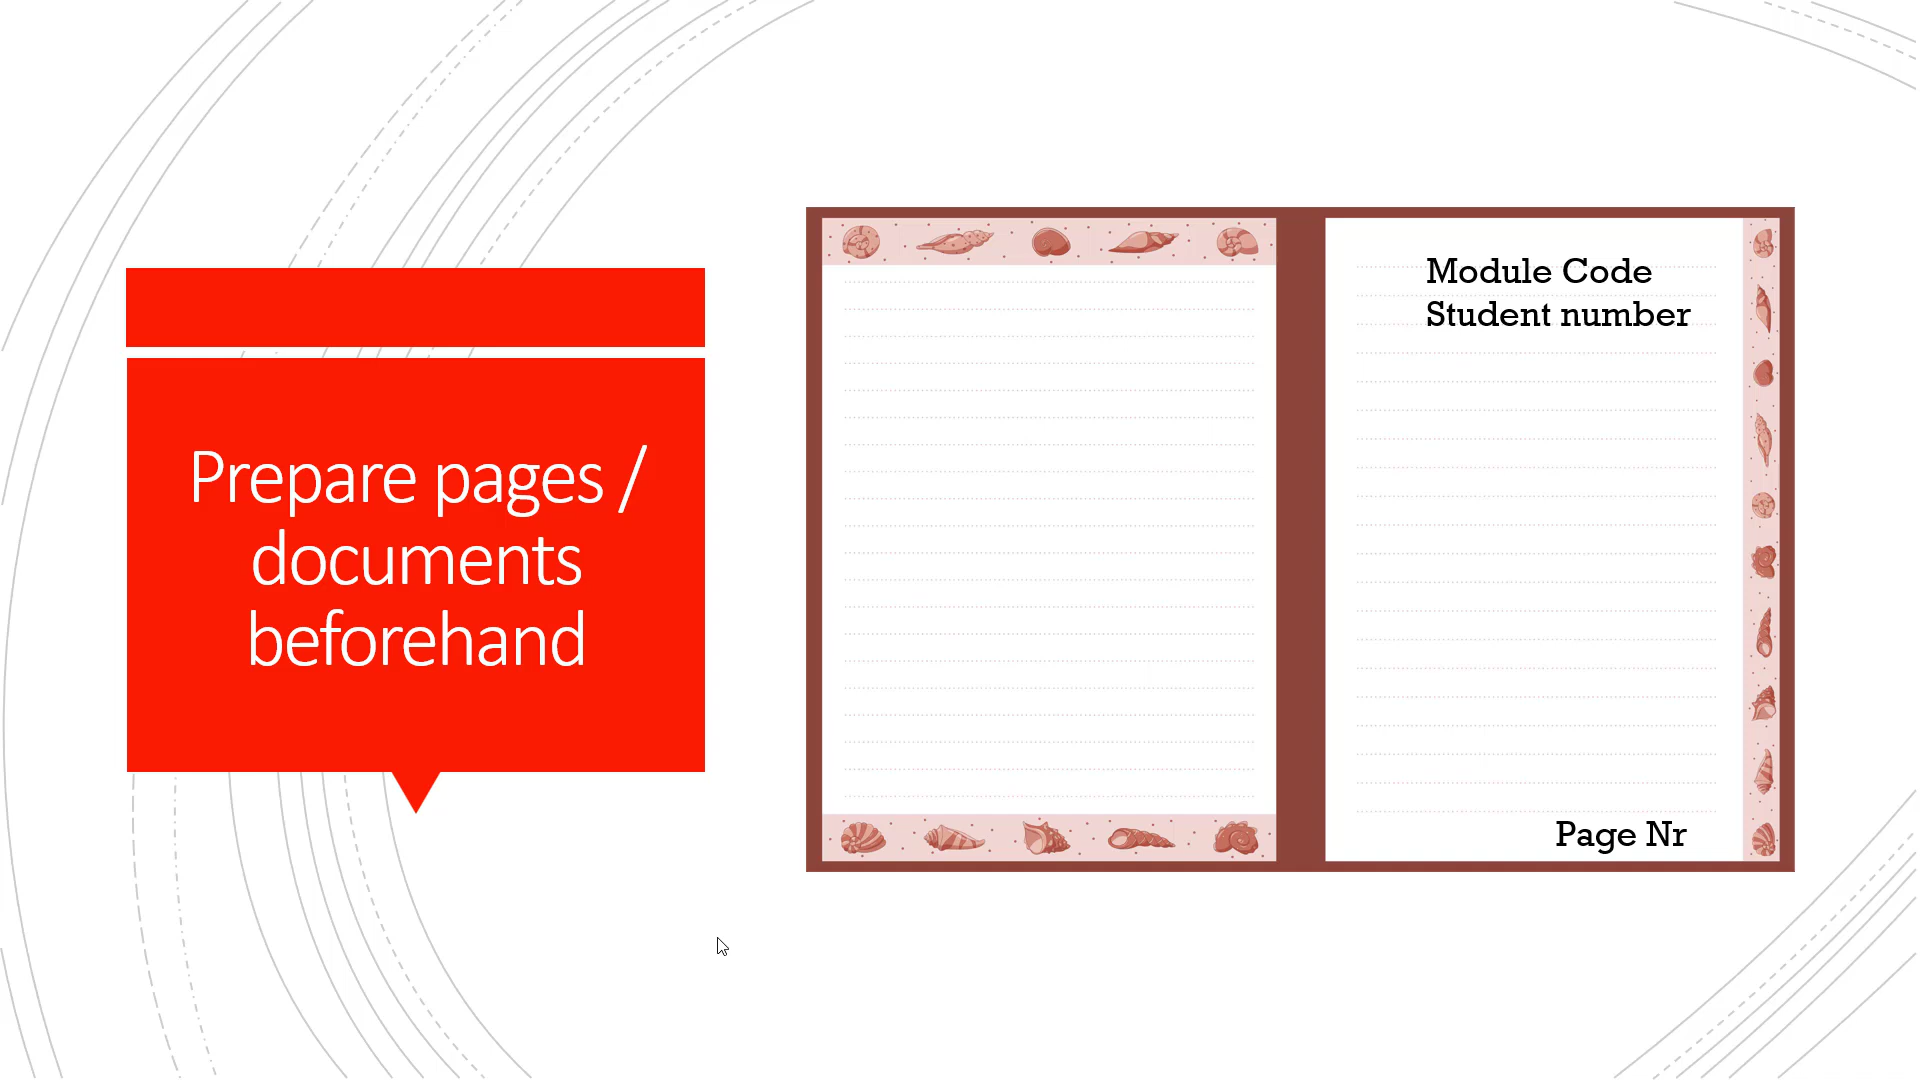 Prepare pages /
documents
beforehand
Module Code
Student number
Page Nr